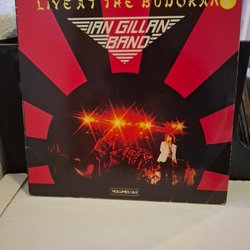 LIVE AT THE BUDOKAN
IAN GILLAN
BAND
VOLUMES I & II